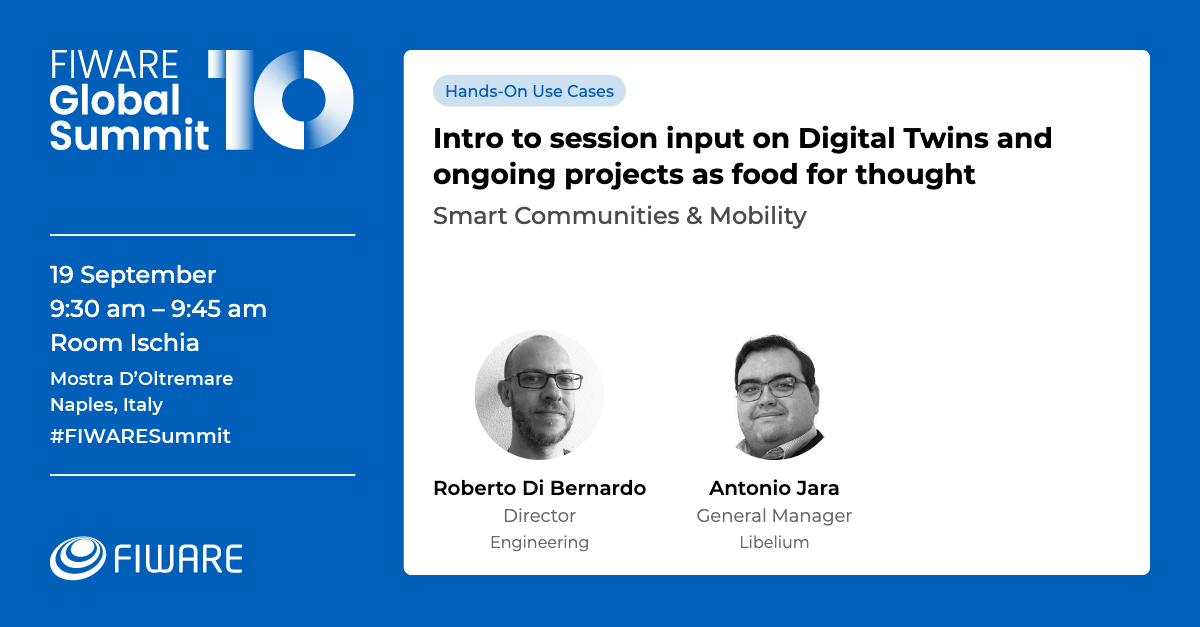 FIWARE
Global
Summit
10
19 September
9:30 am – 9:45 am
Room Ischia
Mostra D’Oltremare
Naples, Italy
#FIWARESummit
FIWARE
Hands-On Use Cases
Intro to session input on Digital Twins and
ongoing projects as food for thought
Smart Communities & Mobility
Roberto Di Bernardo
Director
Engineering
Antonio Jara
General Manager
Libelium